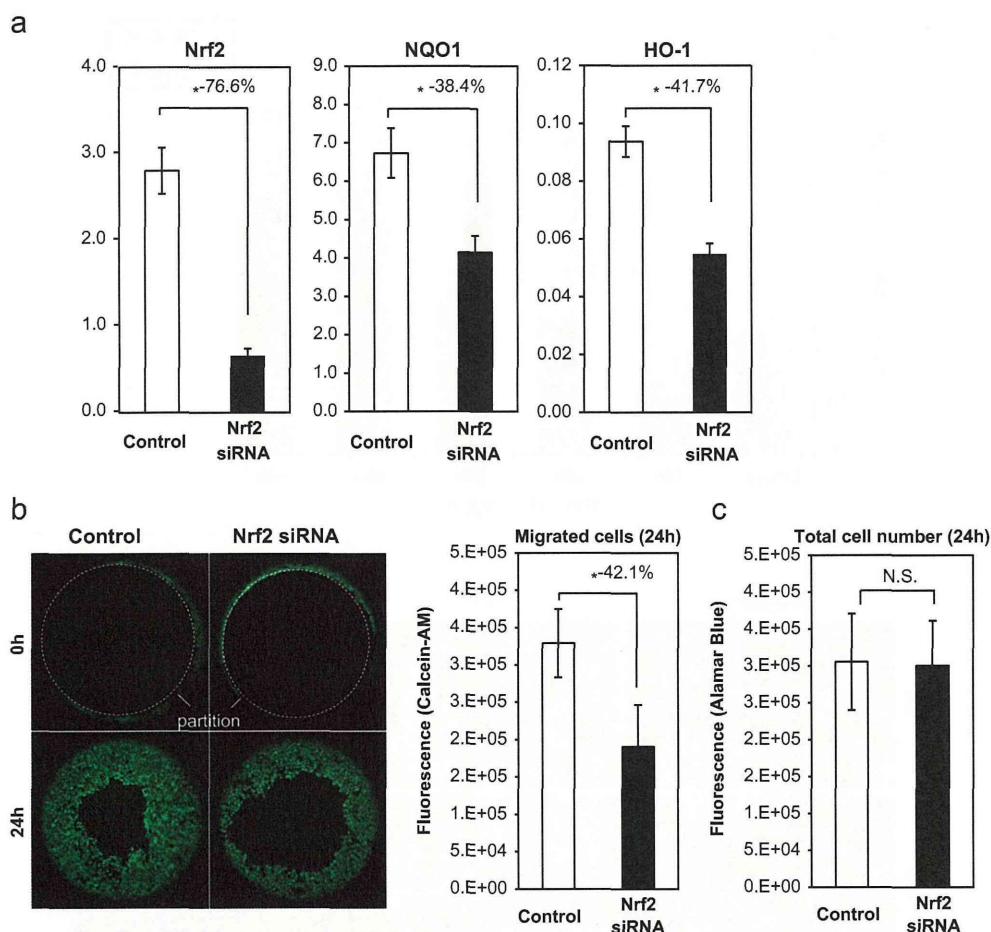 a
Nrf2
4.0
3.0
2.0
1.0
0.0
*-76.6%
Control
Nrf2
siRNA
NQO1
9.0
8.0
7.0
6.0
5.0
4.0
3.0
2.0
1.0
0.0
* -38.4%
Control
Nrf2
siRNA
HO-1
0.12
0.10
0.08
0.06
0.04
0.02
0.00
* -41.7%
Control
Nrf2
siRNA
b
Control
Nrf2 siRNA
0h
partition
24h
Migrated cells (24h)
Fluorescence (Calcein-AM)
5.E+05
5.E+05
4.E+05
4.E+05
3.E+05
3.E+05
2.E+05
2.E+05
1.E+05
5.E+04
0.E+00
*-42.1%
Control
Nrf2
siRNA
c
Total cell number (24h)
Fluorescence (Alamar Blue)
5.E+05
5.E+05
4.E+05
4.E+05
3.E+05
3.E+05
2.E+05
2.E+05
1.E+05
5.E+04
0.E+00
N.S.
Control
Nrf2
siRNA